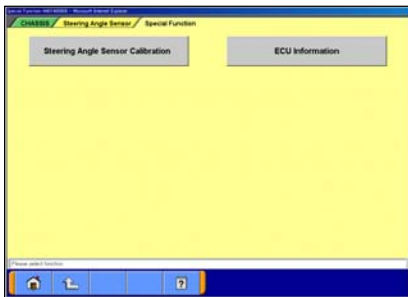 CHASSIS Steering Angle Sensor Special Function
Steering Angle Sensor Calibration ECU Information
Please select function
?